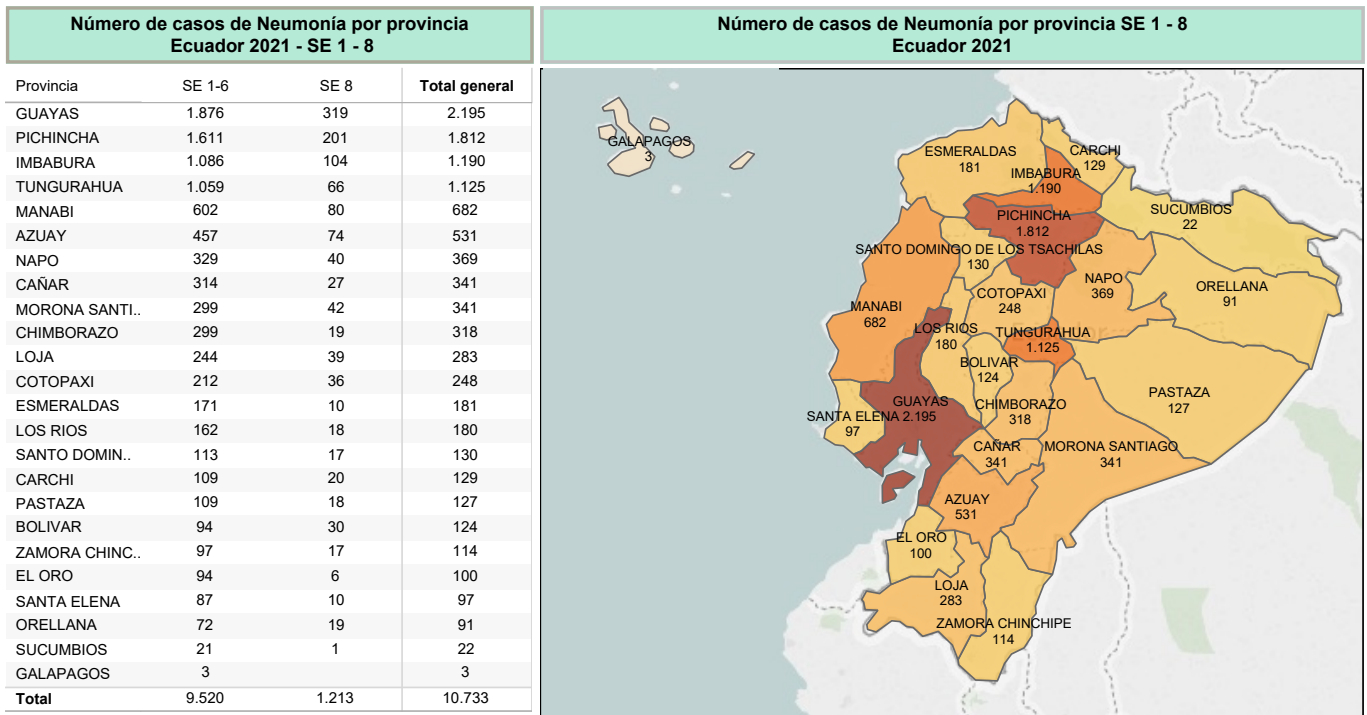 Número de casos de Neumonía por provincia
Ecuador 2021 - SE 1 - 8
Provincia SE 1-6 SE 8 Total general
GUAYAS 1.876 319 2.195
PICHINCHA 1.611 201 1.812
IMBABURA 1.086 104 1.190
TUNGURAHUA 1.059 66 1.125
MANABI 602 80 682
AZUAY 457 74 531
NAPO 329 40 369
CAÑAR 314 27 341
MORONA SANTI.. 299 42 341
CHIMBORAZO 299 19 318
LOJA 244 39 283
COTOPAXI 212 36 248
ESMERALDAS 171 10 181
LOS RIOS 162 18 180
SANTO DOMIN.. 113 17 130
CARCHI 109 20 129
PASTAZA 109 18 127
BOLIVAR 94 30 124
ZAMORA CHINC.. 97 17 114
EL ORO 94 6 100
SANTA ELENA 87 10 97
ORELLANA 72 19 91
SUCUMBIOS 21 1 22
GALAPAGOS 3 3
Total 9.520 1.213 10.733
Número de casos de Neumonía por provincia SE 1 - 8
Ecuador 2021
GALAPAGOS
3
ESMERALDAS
181
CARCHI
129
IMBABURA
1.190
PICHINCHA
1.812
SUCUMBIOS
22
SANTO DOMINGO DE LOS TSACHILAS
130
NAPO
369
ORELLANA
91
COTOPAXI
248
MANABI
682
LOS RIOS
180
TUNGURAHUA
1.125
BOLIVAR
124
PASTAZA
127
GUAYAS
2.195
CHIMBORAZO
318
SANTA ELENA
97
CAÑAR
341
MORONA SANTIAGO
341
AZUAY
531
EL ORO
100
LOJA
283
ZAMORA CHINCHIPE
114